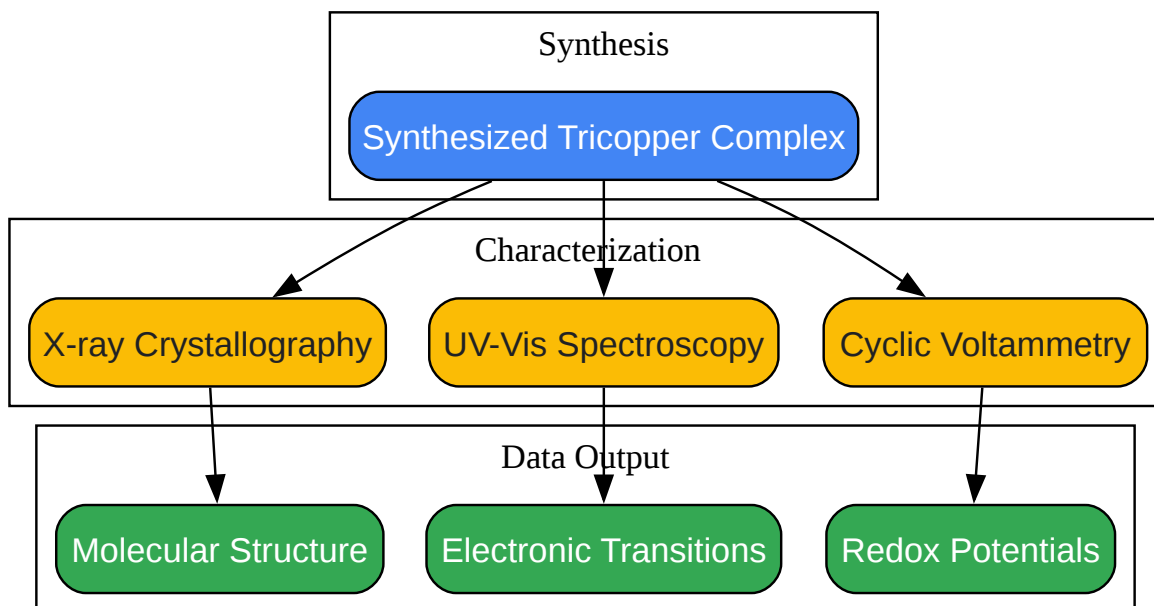 Synthesis
Synthesized Tricopper Complex
Characterization
X-ray Crystallography
UV-Vis Spectroscopy
Cyclic Voltammetry
Data Output
Molecular Structure
Electronic Transitions
Redox Potentials